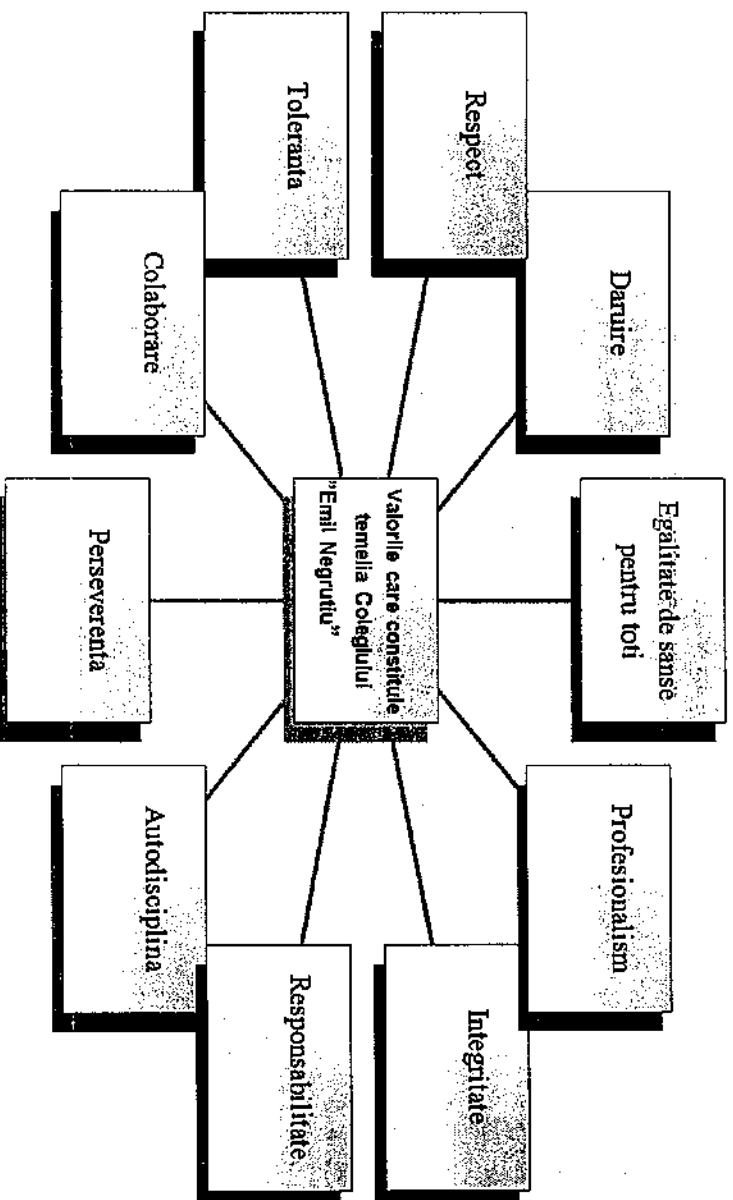 Egalitate de sanse
pentru toti
Daruire
Profesionalism
Respect
Integritate
Valorile care constituie
temelia Colegiului
"Emil Negrutiu"
Toleranta
Responsabilitate
Colaborare
Autodisciplina
Perseverenta